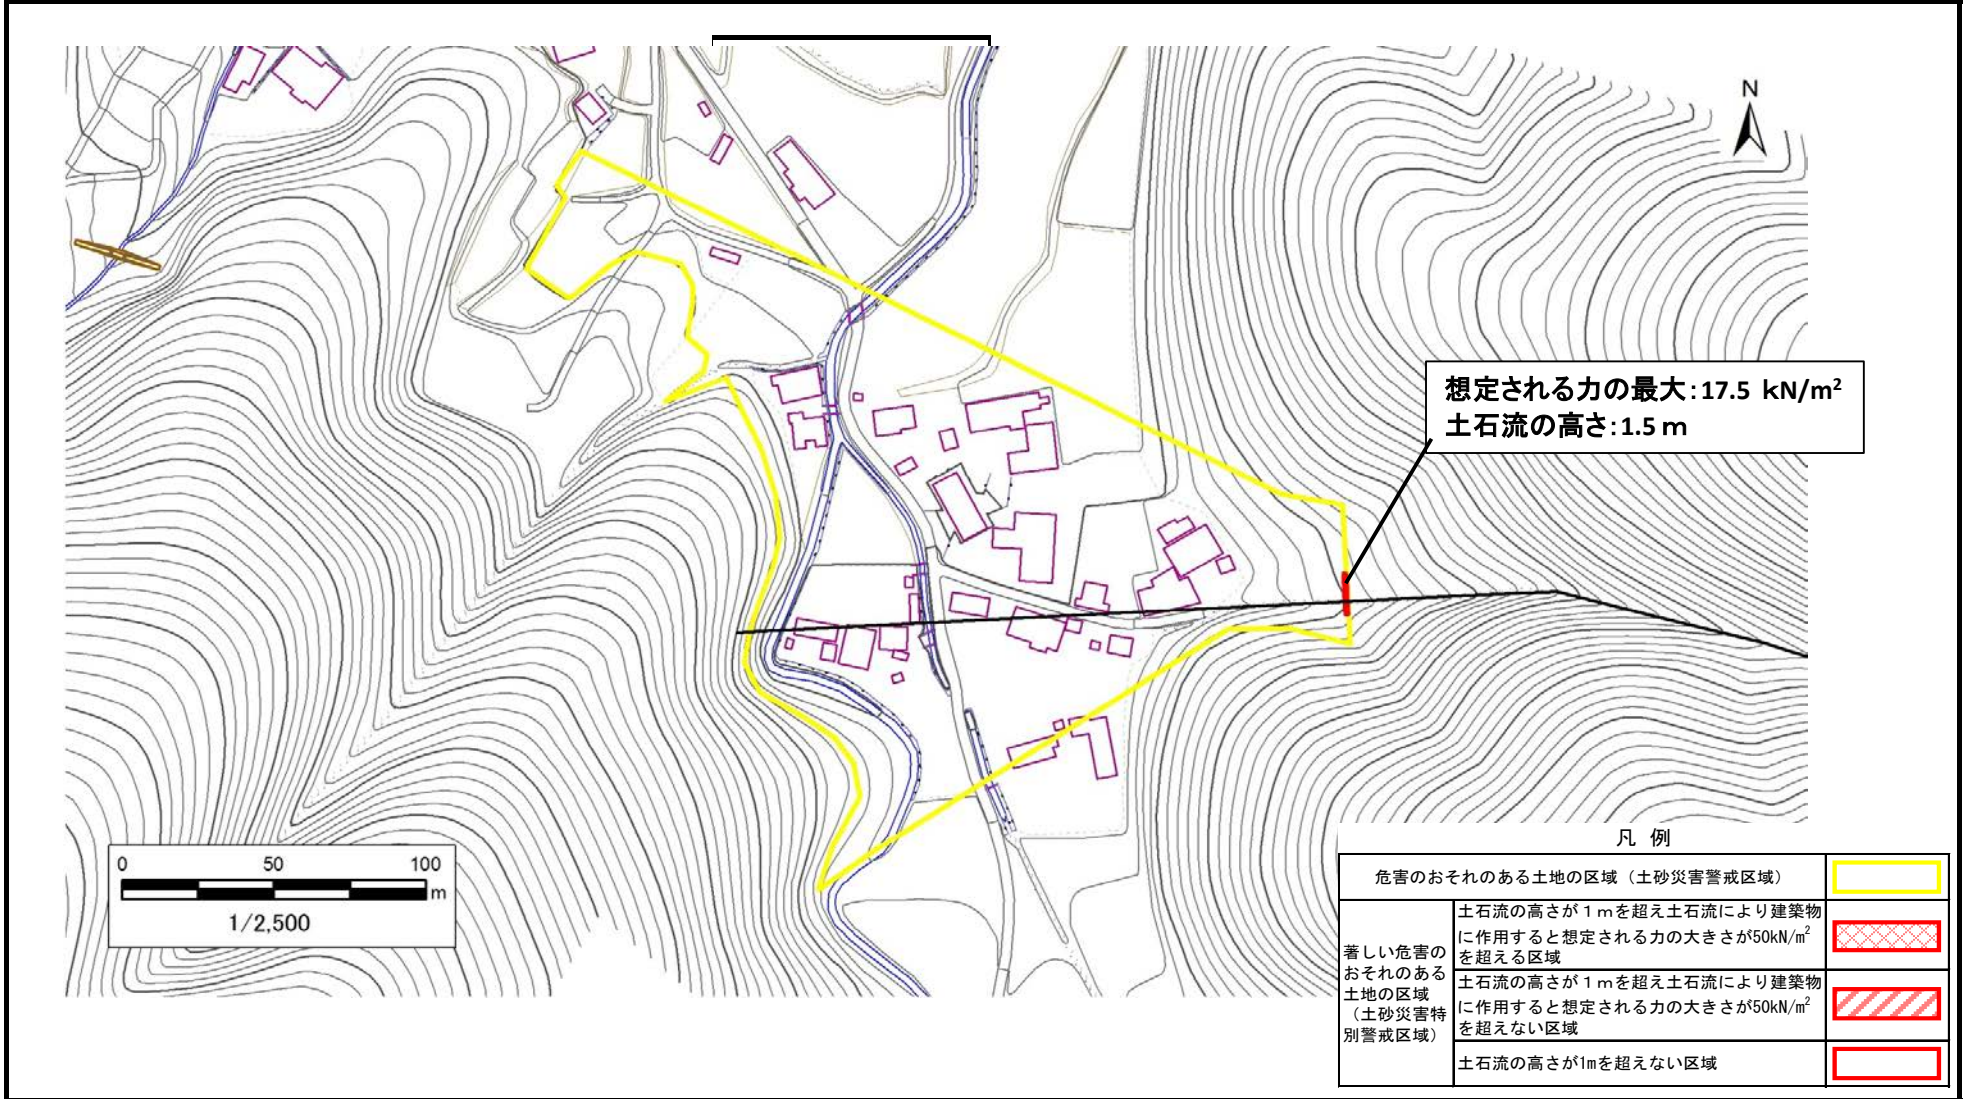 N
想定される力の最大:17.5 kN/m²
土石流の高さ:1.5 m
0 50 100
m
1/2,500
凡 例
危害のおそれのある土地の区域（土砂災害警戒区域）
著しい危害の
おそれのある
土地の区域
（土砂災害特
別警戒区域）
土石流の高さが１ｍを超え土石流により建築物
に作用すると想定される力の大きさが50kN/m²
を超える区域
土石流の高さが１ｍを超え土石流により建築物
に作用すると想定される力の大きさが50kN/m²
を超えない区域
土石流の高さが1mを超えない区域